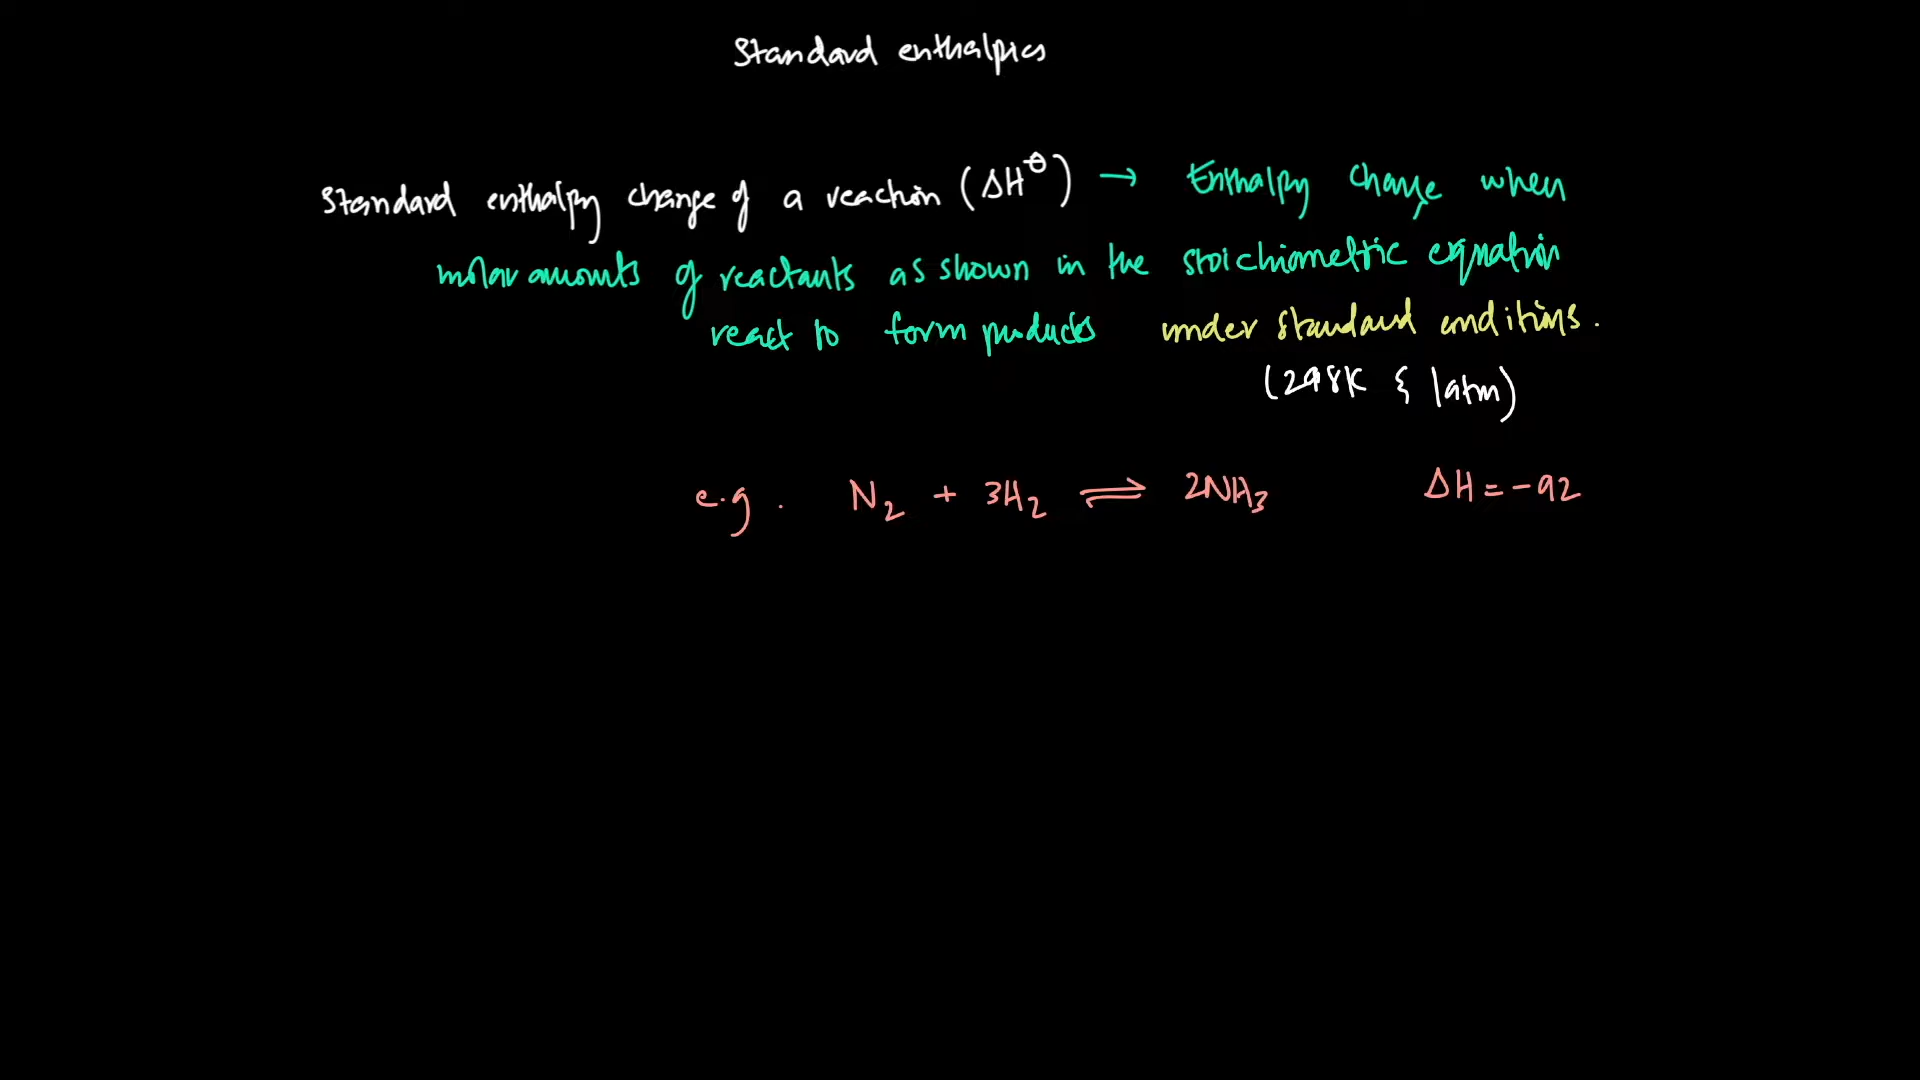 Standard enthalpies
Standard enthalpy change of a reaction (ΔH^θ) → Enthalpy change when
molar amounts of reactants as shown in the stoichiometric equation
react to form products under standard conditions.
(298K & 1atm)
e.g. N₂ + 3H₂ ⇌ 2NH₃ ΔH = -92